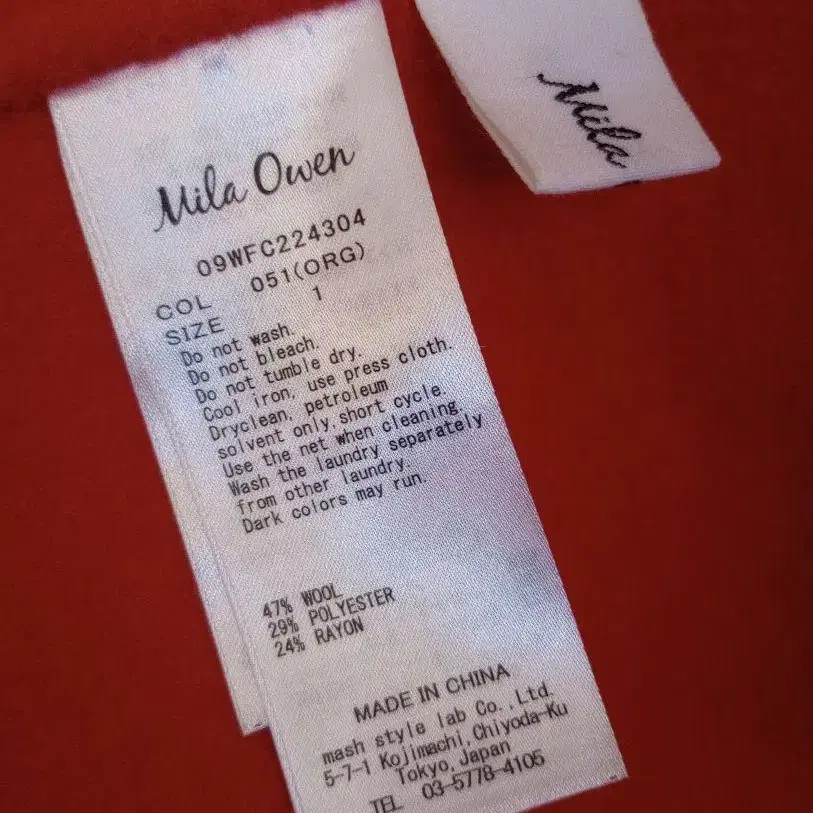 Mila
Mila Owen
09WFC224304
COL 051(ORG)
SIZE 1
Do not wash.
Do not bleach.
Do not tumble dry.
Cool iron, use press cloth.
Dryclean, petroleum
solvent only,short cycle.
Use the net when cleaning.
Wash the laundry separately
from other laundry.
Dark colors may run.
47% WOOL
29% POLYESTER
24% RAYON
MADE IN CHINA
mash style lab Co.,Ltd.
5-7-1 Kojimachi,Chiyoda-Ku
Tokyo,Japan
TEL 03-5778-4105